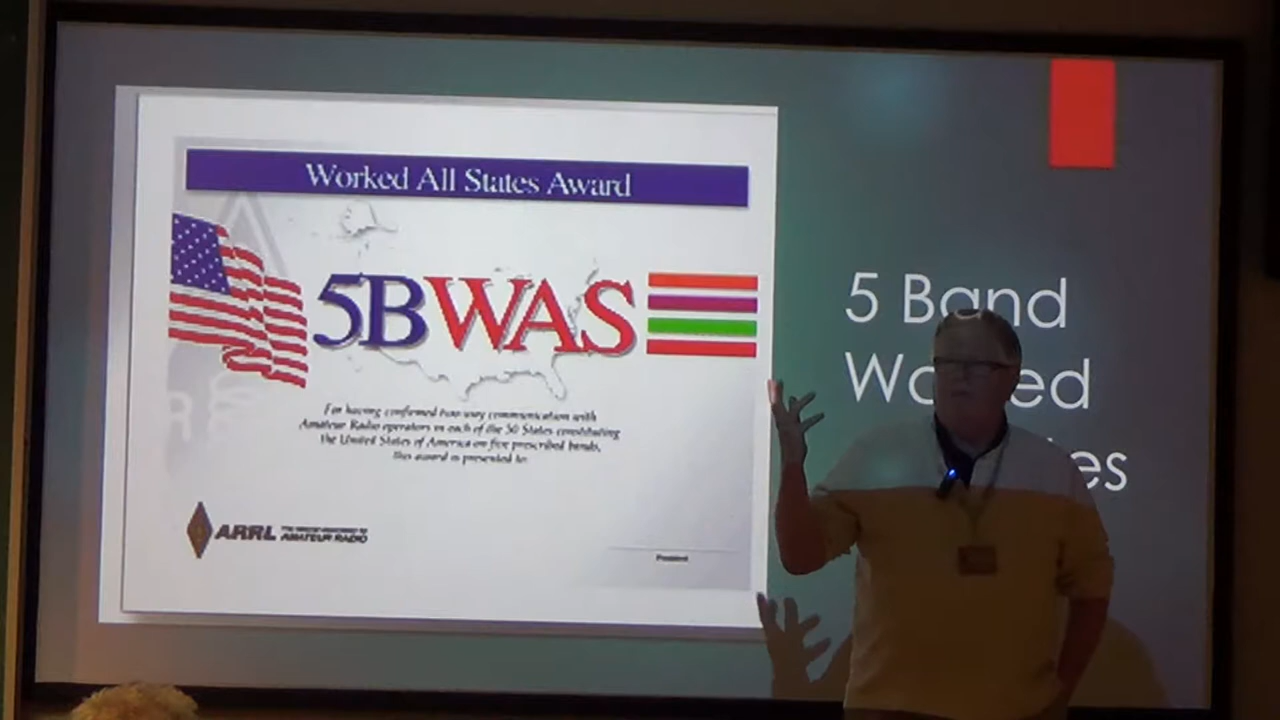 Worked All States Award
5BWAS
For having confirmed two-way communication with
Amateur Radio operators in each of the 50 States constituting
the United States of America on five prescribed bands,
this award is presented to:
ARRL
AMATEUR RADIO
President
5 Band
Wo ed
es